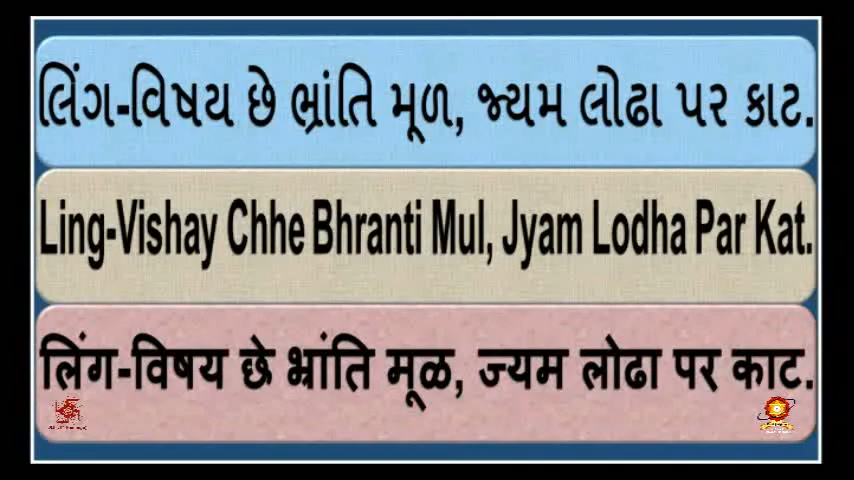 લિંગ-વિષય છે ભ્રાંતિ મૂળ, જ્યમ લોઢા પર કાટ.
Ling-Vishay Chhe Bhranti Mul, Jyam Lodha Par Kat.
लिंग-विषय छे भ्रांति मूळ, ज्यम लोढा पर काट.